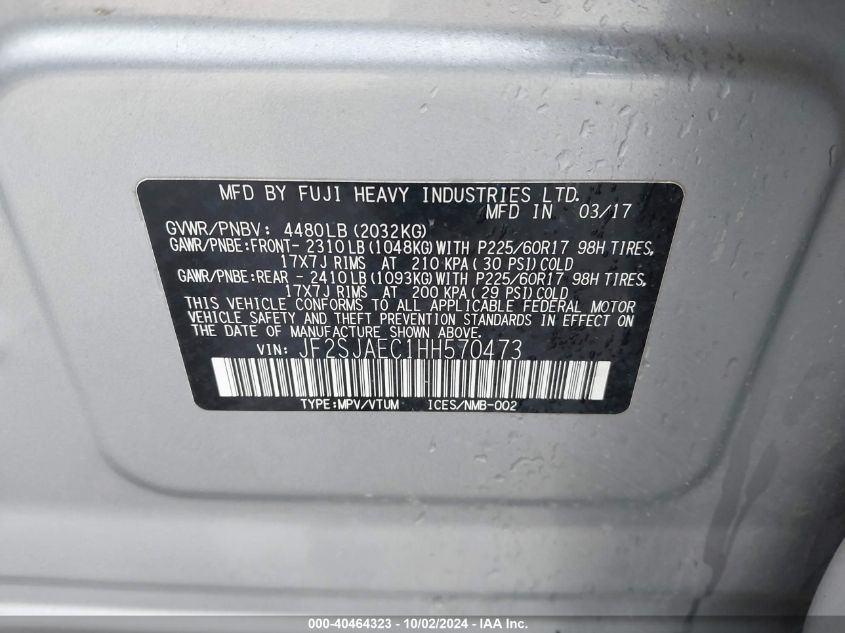 MFD BY FUJI HEAVY INDUSTRIES LTD.
MFD IN 03/17
GVWR/PNBV: 4480LB(2032KG)
GAWR/PNBE:FRONT- 2310LB(1048KG)WITH P225/60R17 98H TIRES,
17X7J RIMS AT 210 KPA(30 PSI)COLD
GAWR/PNBE:REAR - 2410LB(1093KG)WITH P225/60R17 98H TIRES,
17X7J RIMS AT 200 KPA(29 PSI)COLD
THIS VEHICLE CONFORMS TO ALL APPLICABLE FEDERAL MOTOR
VEHICLE SAFETY AND THEFT PREVENTION STANDARDS IN EFFECT ON
THE DATE OF MANUFACTURE SHOWN ABOVE.
VIN: JF2SJAEC1HH570473
TYPE:MPV/VTUM ICES/NMB-002
000-40464323 - 10/02/2024 - IAA Inc.